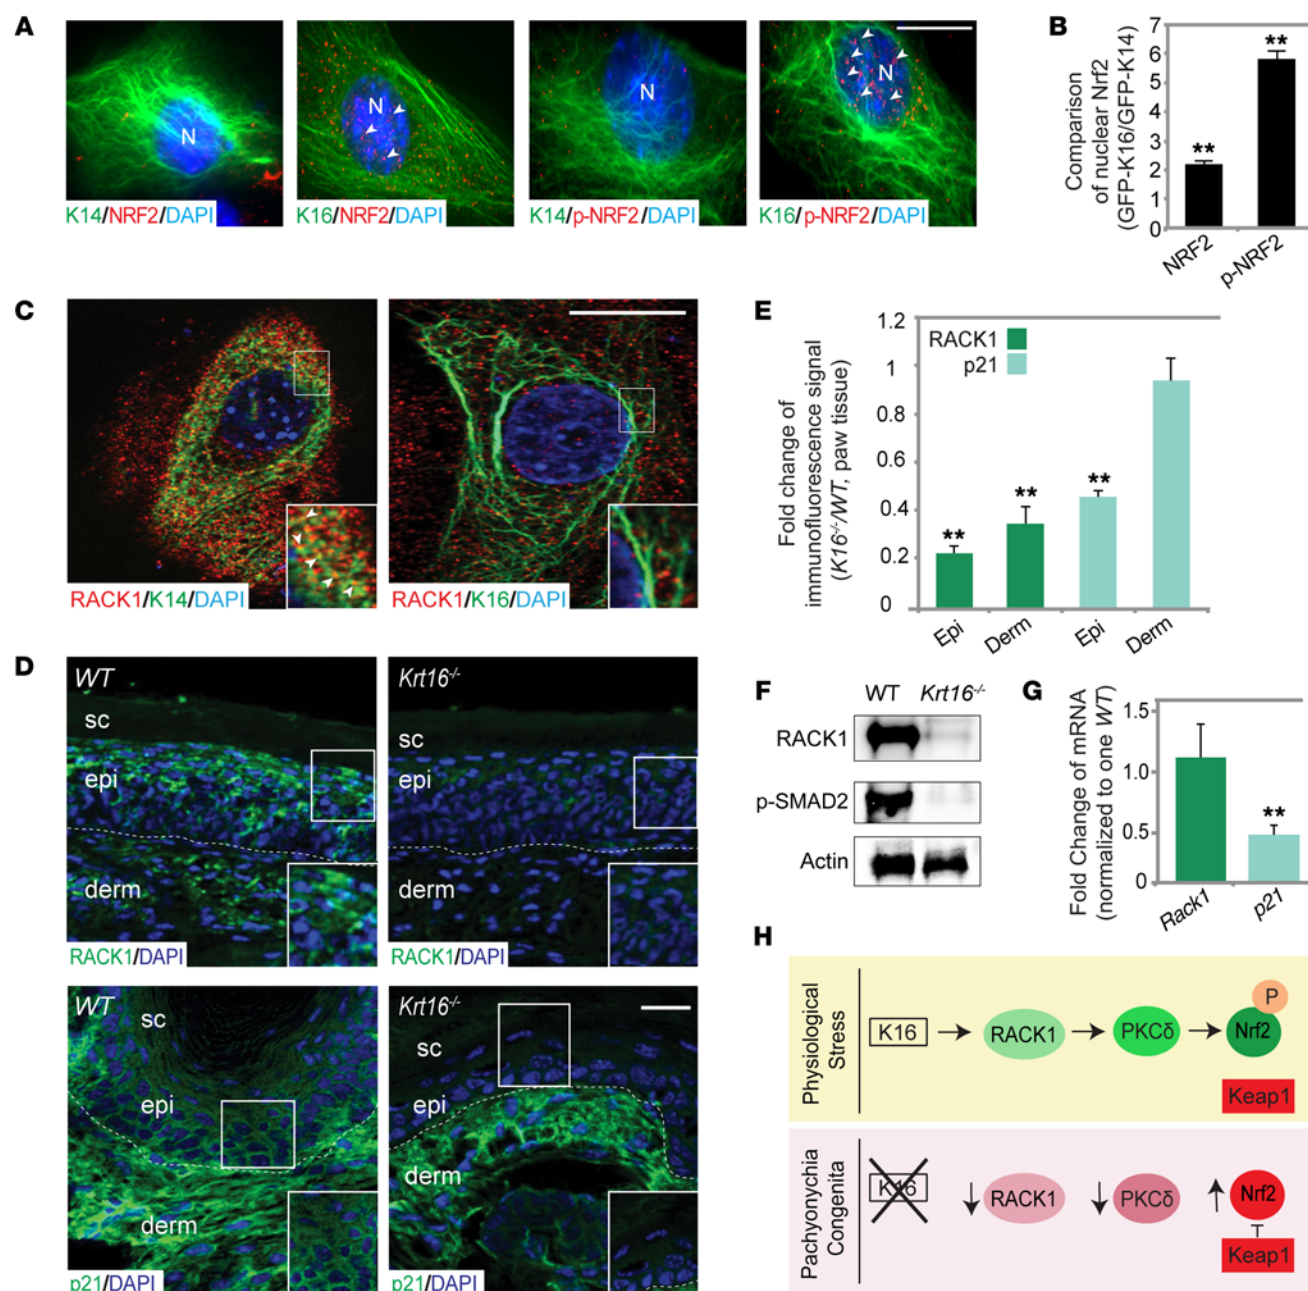 A
N
N
N
N
K14/NRF2/DAPI
K16/NRF2/DAPI
K14/p-NRF2/DAPI
K16/p-NRF2/DAPI
B
Comparison
of nuclear Nrf2
(GFP-K16/GFP-K14)
7
6
5
4
3
2
1
0
**
**
NRF2
p-NRF2
C
RACK1/K14/DAPI
RACK1/K16/DAPI
E
Fold change of
immunofluorescence signal
(K16-/-/WT, paw tissue)
1.2
1
0.8
0.6
0.4
0.2
0
RACK1
p21
**
**
**
Epi
Derm
Epi
Derm
D
WT
sc
epi
derm
RACK1/DAPI
Krt16-/-
sc
epi
derm
RACK1/DAPI
WT
sc
epi
derm
p21/DAPI
Krt16-/-
sc
epi
derm
p21/DAPI
F
WT
Krt16-/-
RACK1
p-SMAD2
Actin
G
Fold Change of mRNA
(normalized to one WT)
1.5
1.0
0.5
0
**
Rack1
p21
H
Physiological
Stress
K16
RACK1
PKCδ
P
Nrf2
Keap1
Pachyonychia
Congenita
K16
RACK1
PKCδ
Nrf2
Keap1